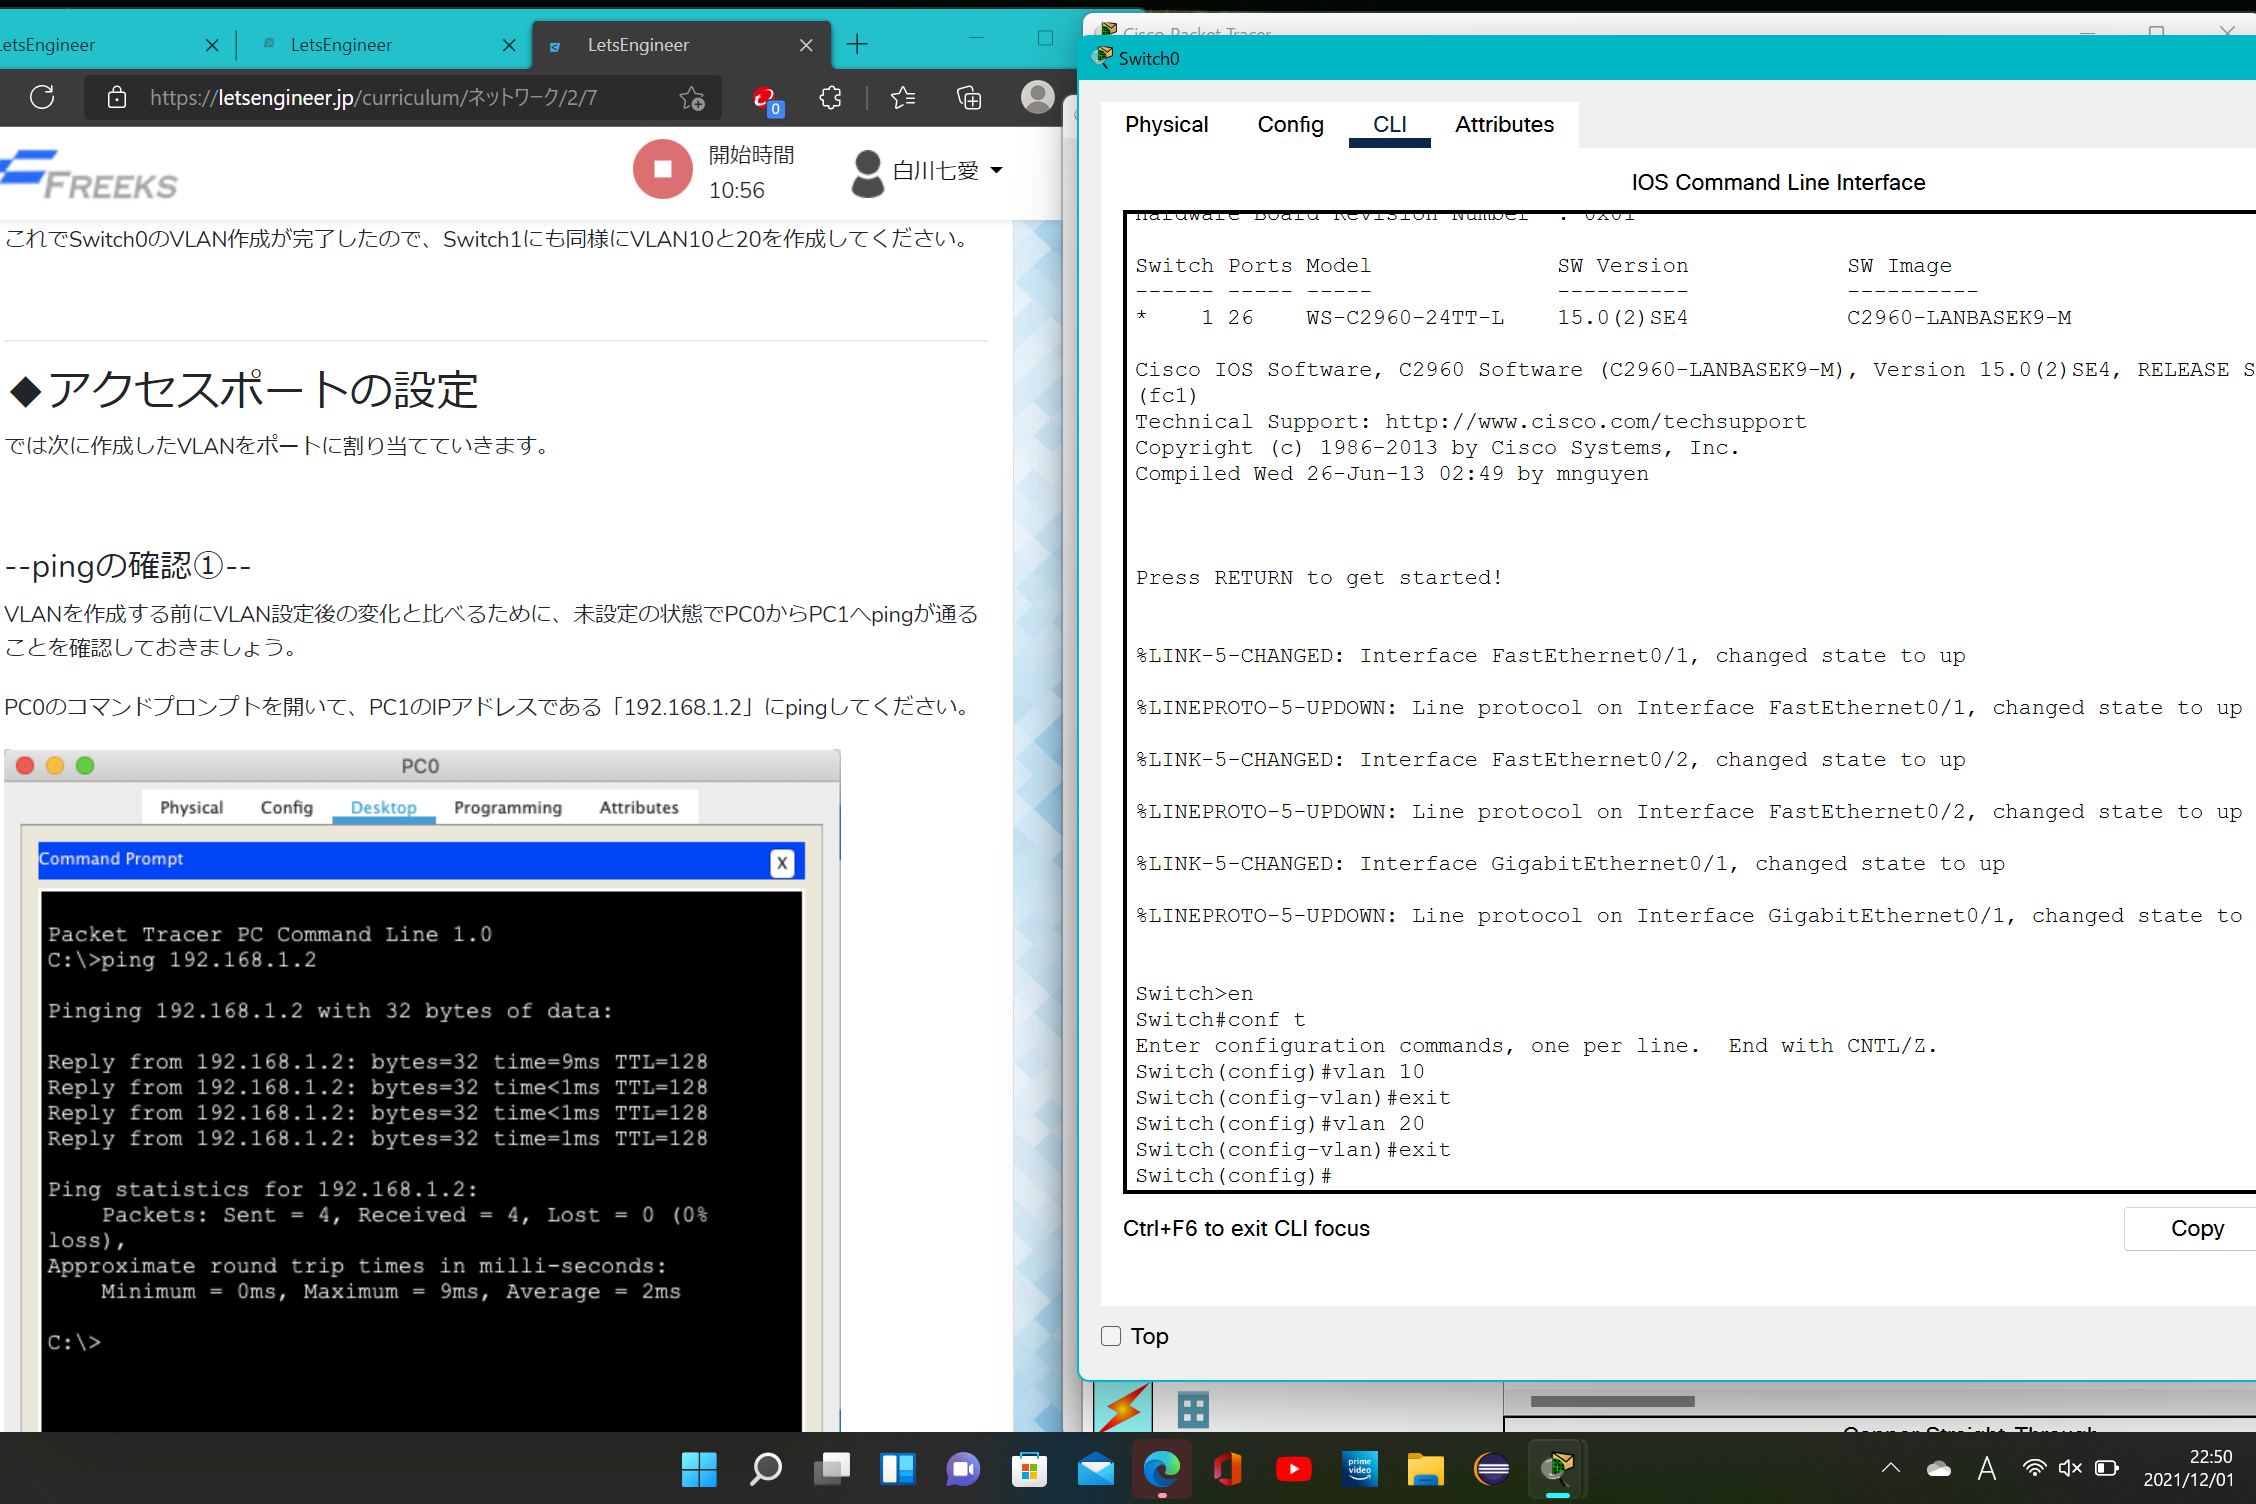 LetsEngineer
LetsEngineer
LetsEngineer
https://letsengineer.jp/curriculum/ネットワーク/2/7
0
FREEKS
開始時間
10:56
白川七愛
これでSwitch0のVLAN作成が完了したので、Switch1にも同様にVLAN10と20を作成してください。
◆アクセスポートの設定
では次に作成したVLANをポートに割り当てていきます。
--pingの確認①--
VLANを作成する前にVLAN設定後の変化と比べるために、未設定の状態でPC0からPC1へpingが通る
ことを確認しておきましょう。
PC0のコマンドプロンプトを開いて、PC1のIPアドレスである「192.168.1.2」にpingしてください。
PC0
Physical Config Desktop Programming Attributes
Command Prompt
X
Packet Tracer PC Command Line 1.0
C:\>ping 192.168.1.2
Pinging 192.168.1.2 with 32 bytes of data:
Reply from 192.168.1.2: bytes=32 time=9ms TTL=128
Reply from 192.168.1.2: bytes=32 time<1ms TTL=128
Reply from 192.168.1.2: bytes=32 time<1ms TTL=128
Reply from 192.168.1.2: bytes=32 time=1ms TTL=128
Ping statistics for 192.168.1.2:
Packets: Sent = 4, Received = 4, Lost = 0 (0%
loss),
Approximate round trip times in milli-seconds:
Minimum = 0ms, Maximum = 9ms, Average = 2ms
C:\>
Cisco Packet Tracer
Switch0
Physical Config CLI Attributes
IOS Command Line Interface
Hardware Board Revision Number : 0x01
Switch Ports Model SW Version SW Image
------ ----- ----- ---------- ----------
* 1 26 WS-C2960-24TT-L 15.0(2)SE4 C2960-LANBASEK9-M
Cisco IOS Software, C2960 Software (C2960-LANBASEK9-M), Version 15.0(2)SE4, RELEASE S
(fc1)
Technical Support: http://www.cisco.com/techsupport
Copyright (c) 1986-2013 by Cisco Systems, Inc.
Compiled Wed 26-Jun-13 02:49 by mnguyen
Press RETURN to get started!
%LINK-5-CHANGED: Interface FastEthernet0/1, changed state to up
%LINEPROTO-5-UPDOWN: Line protocol on Interface FastEthernet0/1, changed state to up
%LINK-5-CHANGED: Interface FastEthernet0/2, changed state to up
%LINEPROTO-5-UPDOWN: Line protocol on Interface FastEthernet0/2, changed state to up
%LINK-5-CHANGED: Interface GigabitEthernet0/1, changed state to up
%LINEPROTO-5-UPDOWN: Line protocol on Interface GigabitEthernet0/1, changed state to
Switch>en
Switch#conf t
Enter configuration commands, one per line. End with CNTL/Z.
Switch(config)#vlan 10
Switch(config-vlan)#exit
Switch(config)#vlan 20
Switch(config-vlan)#exit
Switch(config)#
Ctrl+F6 to exit CLI focus
Copy
Top
Copper Straight-Through
prime
video
A
22:50
2021/12/01